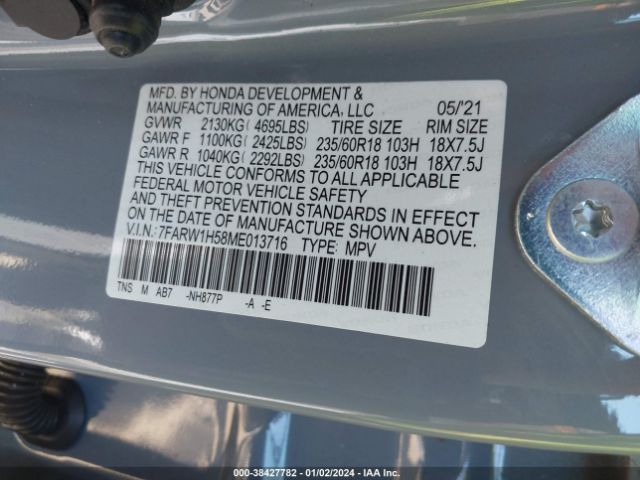 MFD. BY HONDA DEVELOPMENT &
MANUFACTURING OF AMERICA, LLC 05/'21
GVWR 2130KG( 4695LBS) TIRE SIZE RIM SIZE
GAWR F 1100KG( 2425LBS) 235/60R18 103H 18X7.5J
GAWR R 1040KG( 2292LBS) 235/60R18 103H 18X7.5J
THIS VEHICLE CONFORMS TO ALL APPLICABLE
FEDERAL MOTOR VEHICLE SAFETY
AND THEFT PREVENTION STANDARDS IN EFFECT
ON THE DATE OF MANUFACTURE SHOWN ABOVE.
V.I.N.: 7FARW1H58ME013716 TYPE: MPV
TNS M AB7 -NH877P -A -E
000-38427782 - 01/02/2024 - IAA Inc.